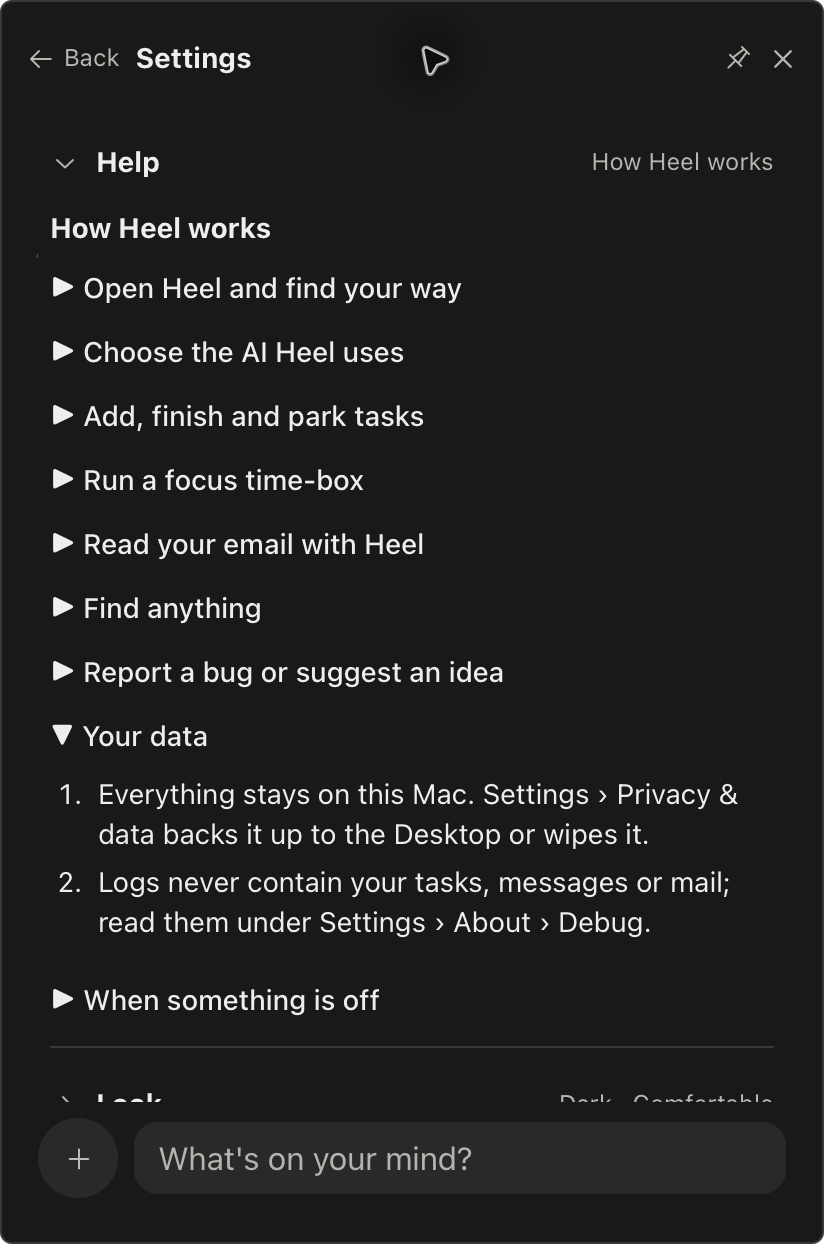 Back Settings
Help How Heel works
How Heel works
Open Heel and find your way
Choose the AI Heel uses
Add, finish and park tasks
Run a focus time-box
Read your email with Heel
Find anything
Report a bug or suggest an idea
Your data
1. Everything stays on this Mac. Settings › Privacy &
data backs it up to the Desktop or wipes it.
2. Logs never contain your tasks, messages or mail;
read them under Settings › About › Debug.
When something is off
Look Dark Comfortable
What's on your mind?